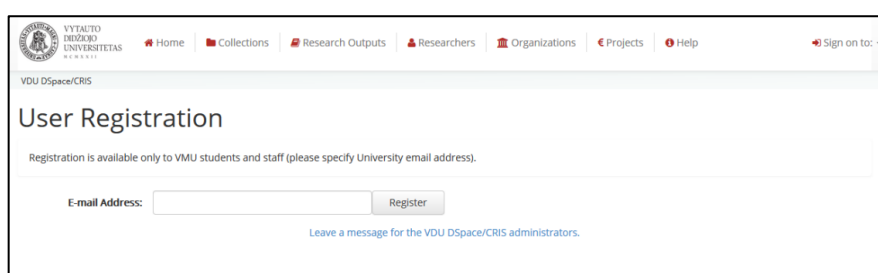 VYTAUTO
DIDŽIOJO
UNIVERSITETAS
MCMXXII
Home Collections Research Outputs Researchers Organizations Projects Help Sign on to:
VDU DSpace/CRIS
User Registration
Registration is available only to VMU students and staff (please specify University email address).
E-mail Address: Register
Leave a message for the VDU DSpace/CRIS administrators.